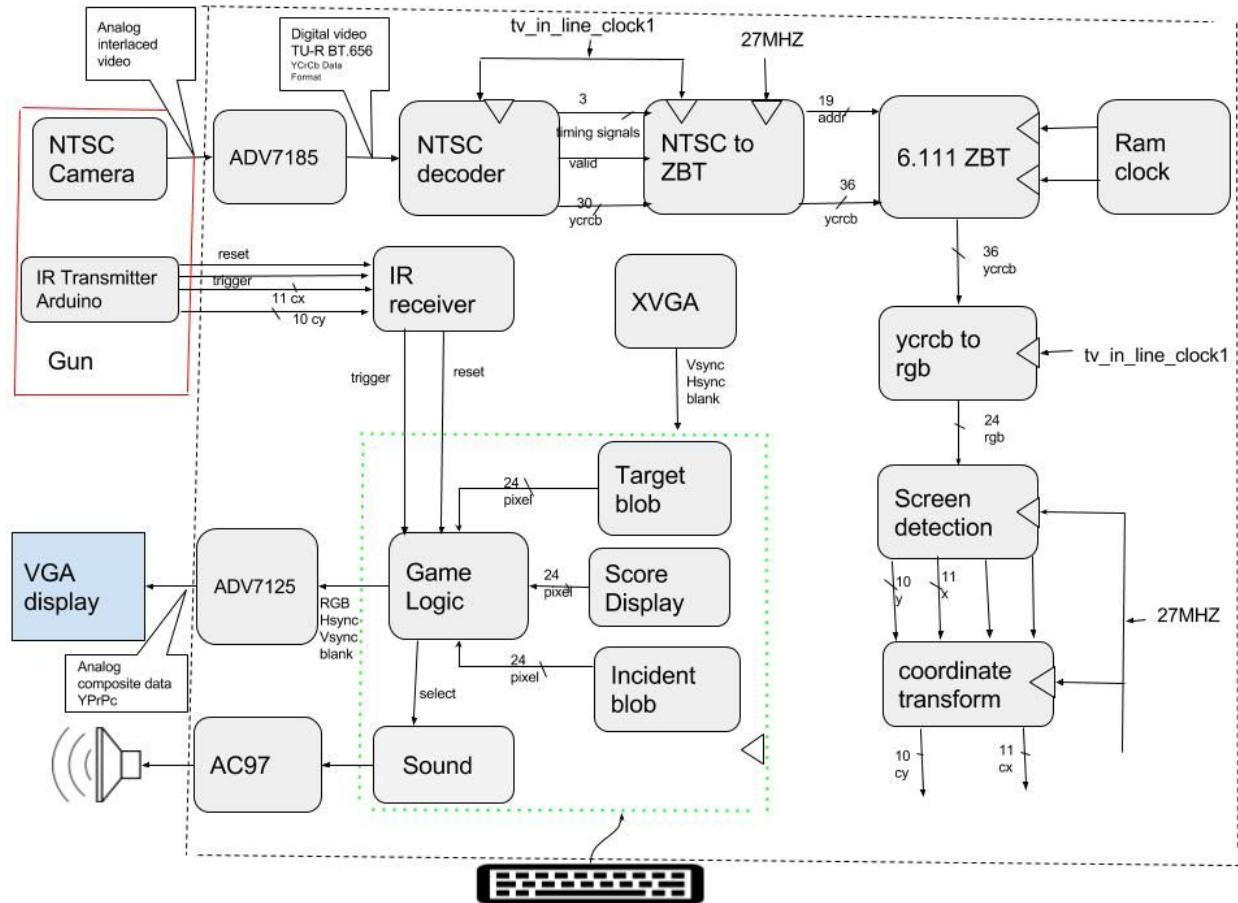 Analog
interlaced
video
Digital video
TU-R BT.656
YCrCb Data
Format
tv_in_line_clock1
27MHZ
NTSC
Camera
ADV7185
NTSC
decoder
3
timing signals
valid
30
ycrcb
NTSC to
ZBT
19
addr
36
ycrcb
6.111 ZBT
Ram
clock
IR Transmitter
Arduino
Gun
reset
trigger
11 cx
10 cy
IR
receiver
trigger
reset
XVGA
Vsync
Hsync
blank
36
ycrcb
ycrcb to
rgb
tv_in_line_clock1
24
rgb
Screen
detection
10
y
11
x
27MHZ
coordinate
transform
10
cy
11
cx
Target
blob
24
pixel
Score
Display
24
pixel
Incident
blob
24
pixel
Game
Logic
RGB
Hsync
Vsync
blank
ADV7125
VGA
display
Analog
composite data
YPrPc
select
Sound
AC97